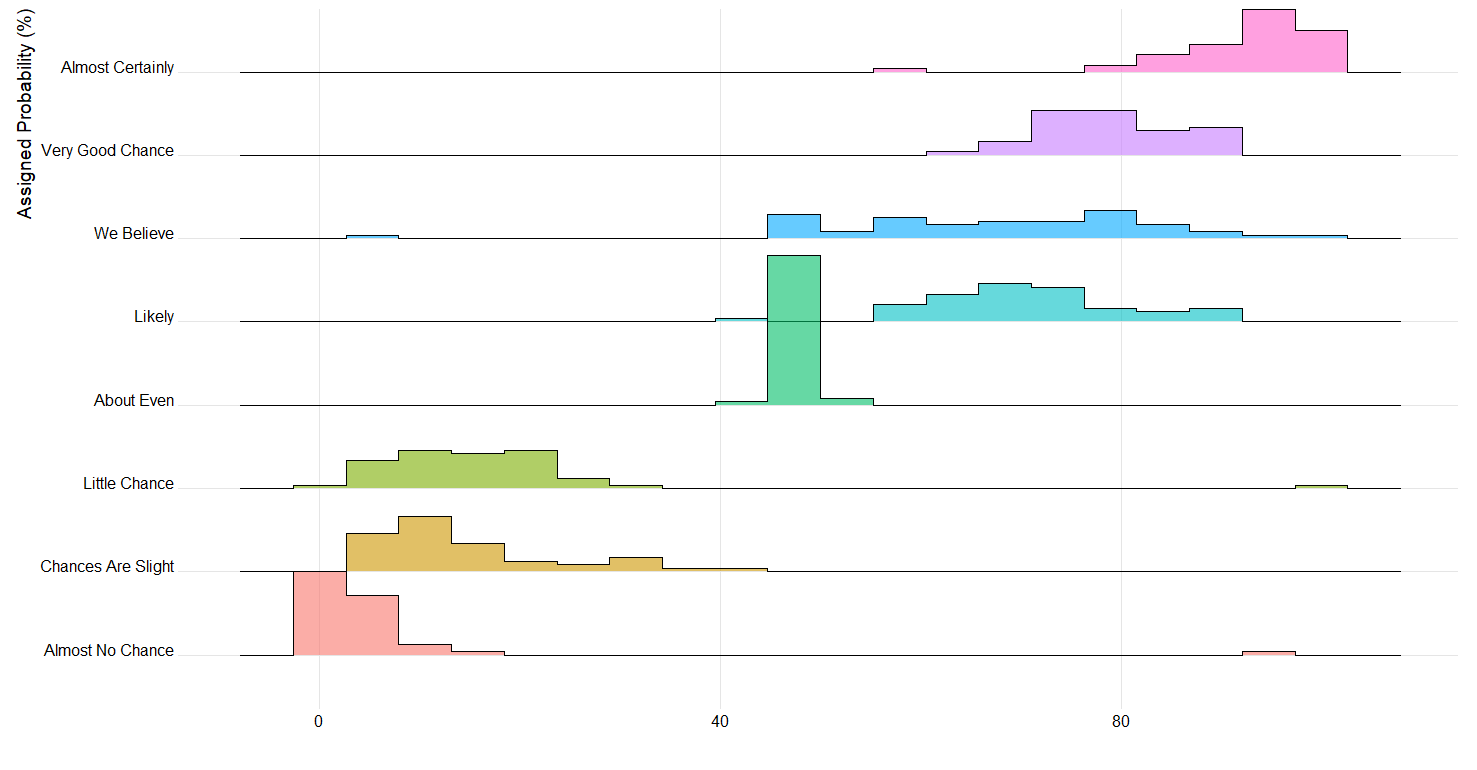 Assigned Probability (%)
Almost Certainly
Very Good Chance
We Believe
Likely
About Even
Little Chance
Chances Are Slight
Almost No Chance
0 40 80